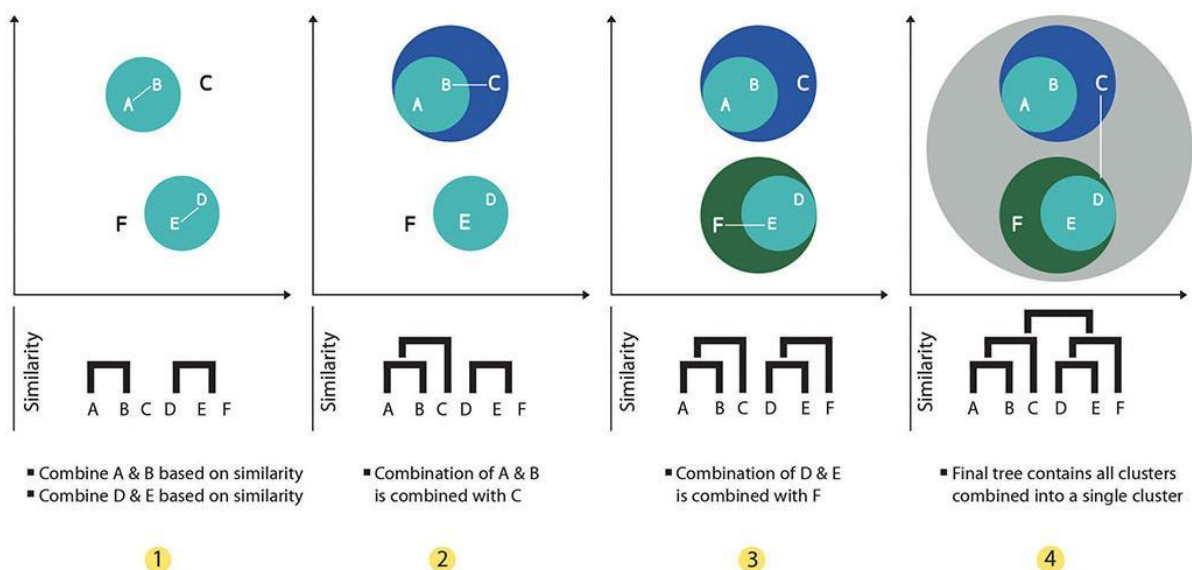 B
C
A
D
E
F
B
C
A
D
E
F
B
C
A
D
F
E
C
B
A
D
F
E
Similarity
A B C D E F
Similarity
A B C D E F
Similarity
A B C D E F
Similarity
A B C D E F
▪ Combine A & B based on similarity
▪ Combine D & E based on similarity
▪ Combination of A & B
is combined with C
▪ Combination of D & E
is combined with F
▪ Final tree contains all clusters
combined into a single cluster
1
2
3
4